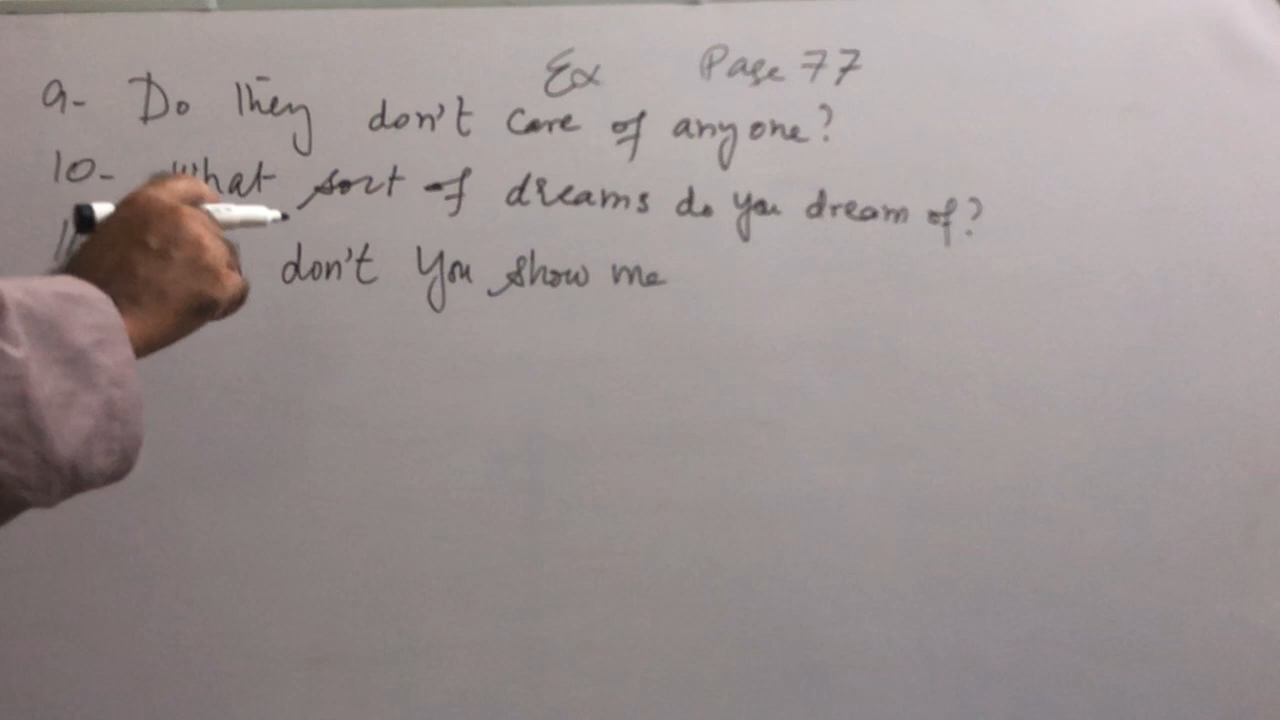 Ex Page 77
9- Do they don't care of anyone?
10- What sort of dreams do you dream of?
don't you show me